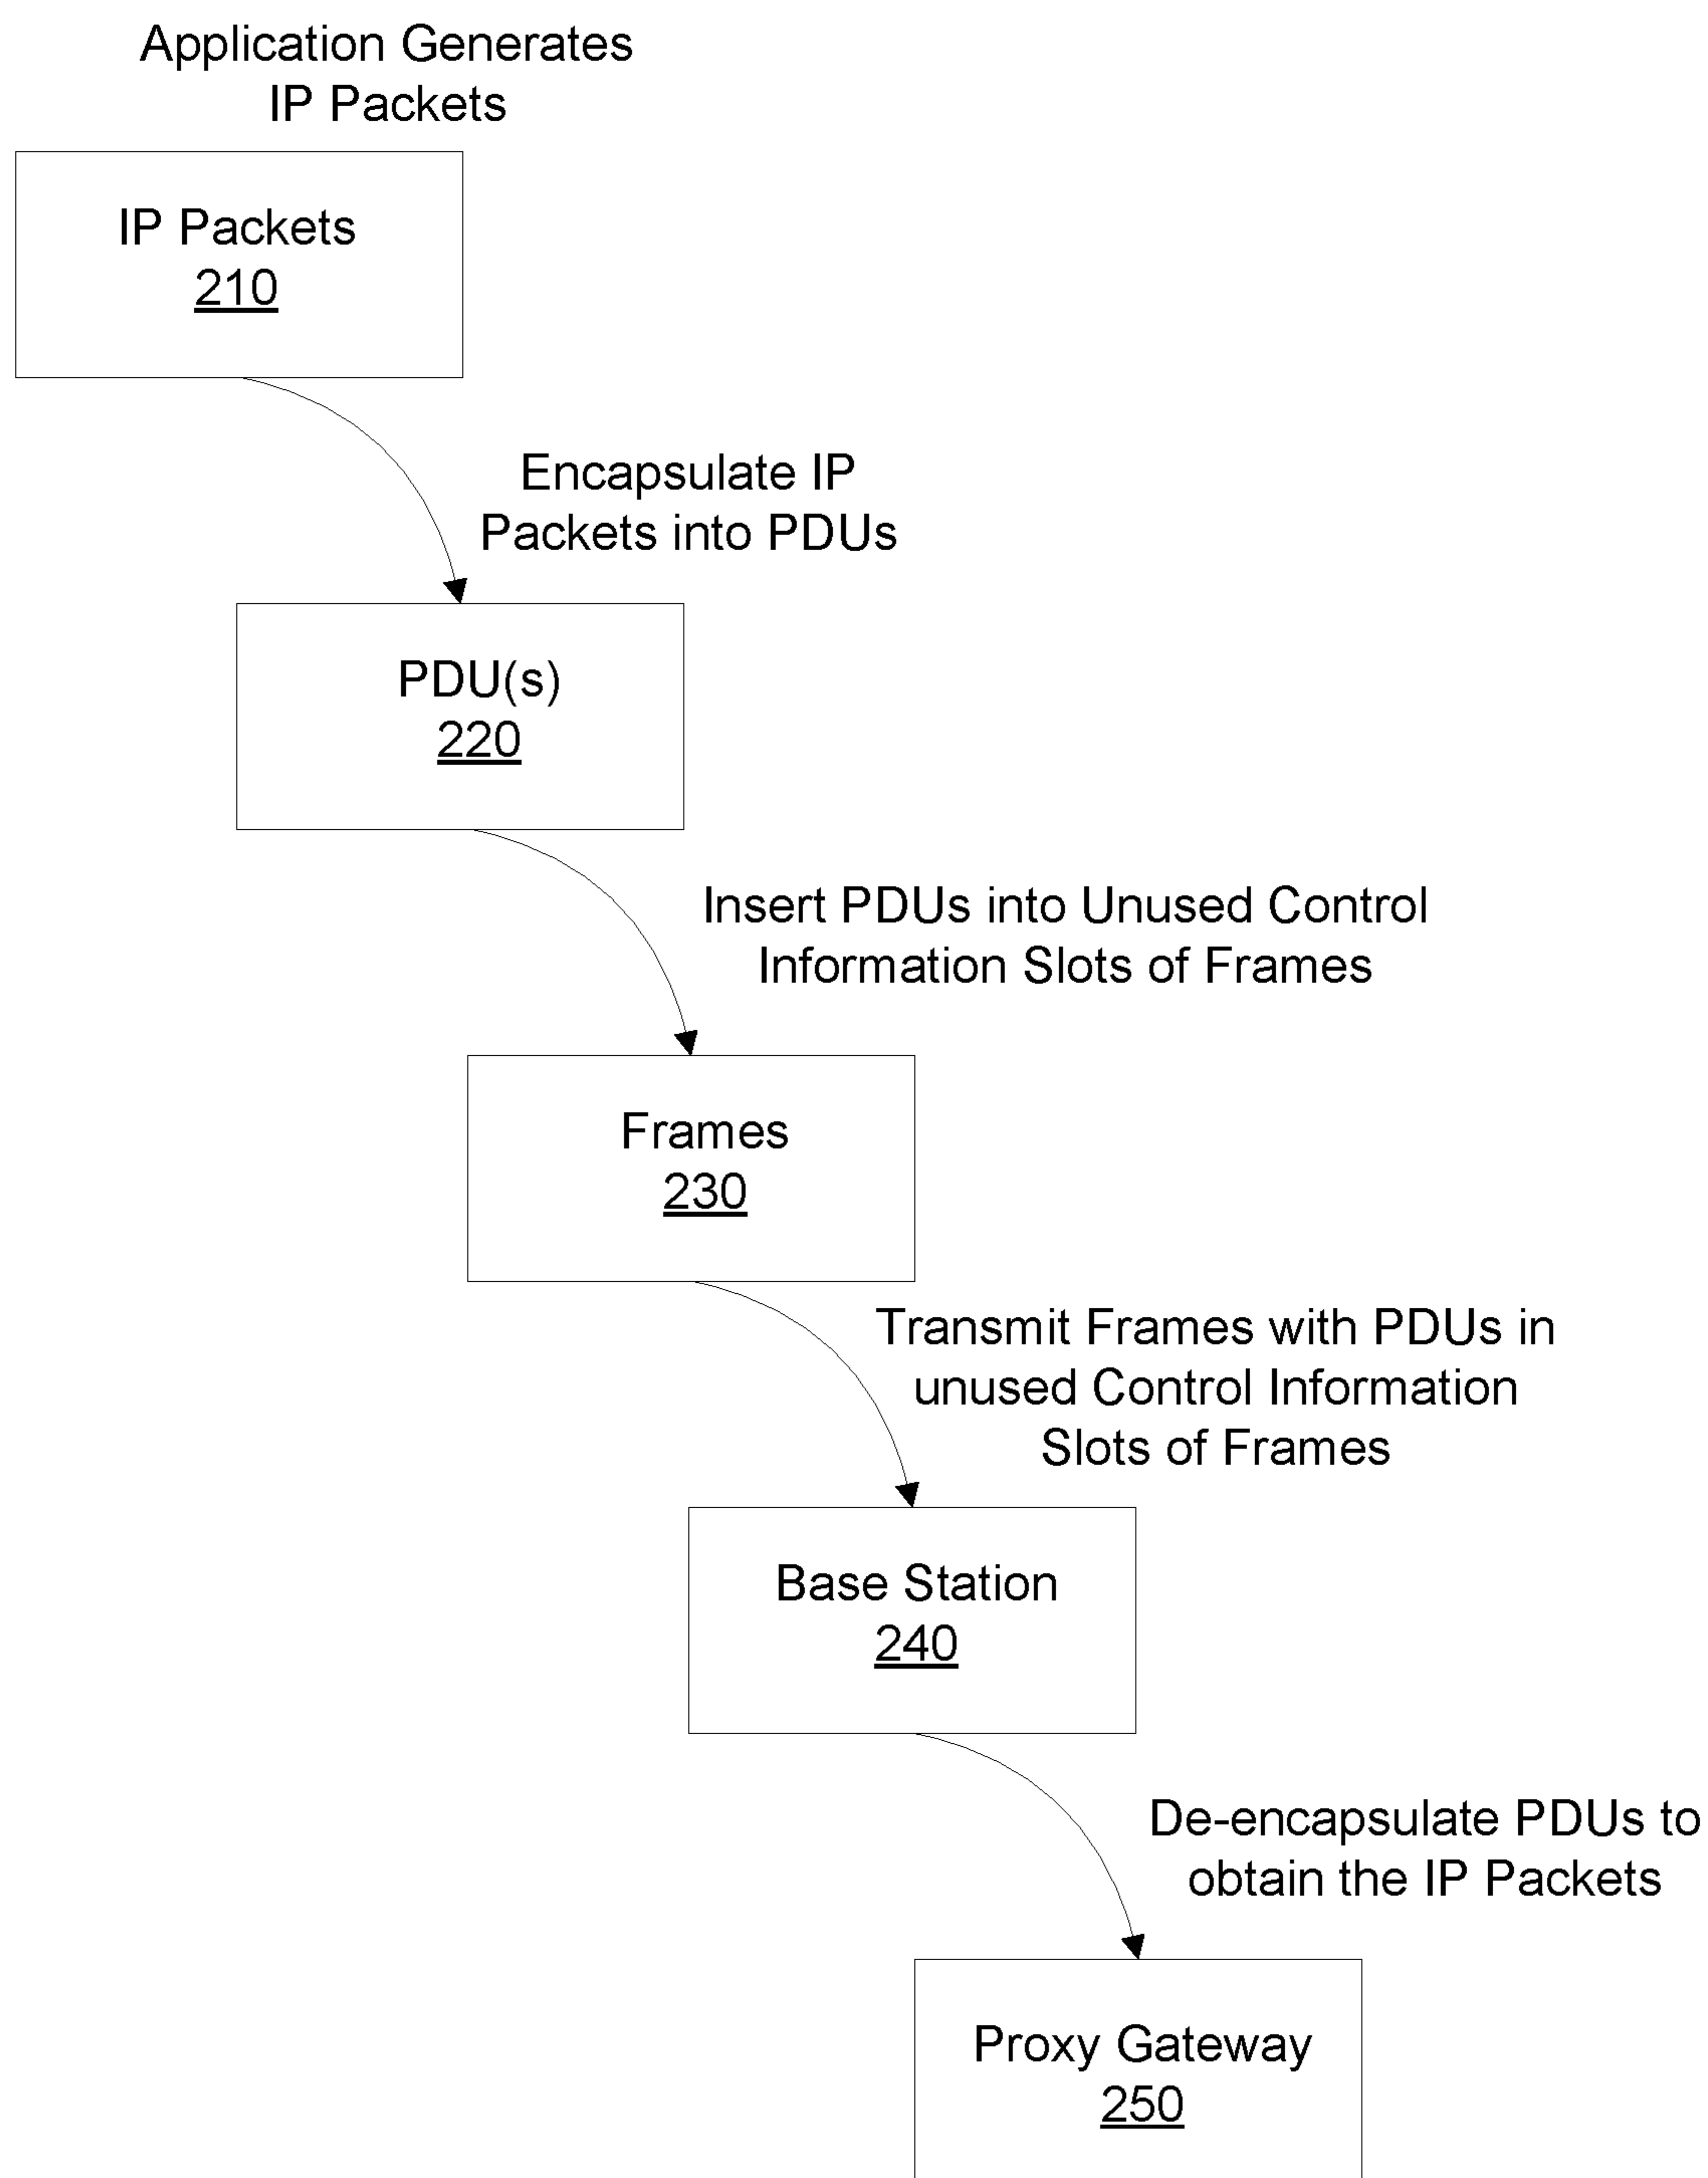 Application Generates
IP Packets
IP Packets
210
Encapsulate IP
Packets into PDUs
PDU(s)
220
Insert PDUs into Unused Control
Information Slots of Frames
Frames
230
Transmit Frames with PDUs in
unused Control Information
Slots of Frames
Base Station
240
De-encapsulate PDUs to
obtain the IP Packets
Proxy Gateway
250